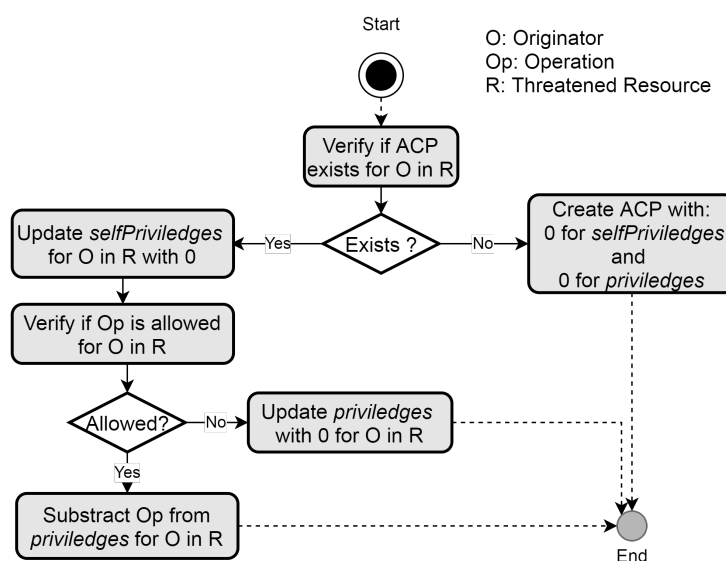 Start
O: Originator
Op: Operation
R: Threatened Resource
Verify if ACP
exists for O in R
Exists ?
Yes
No
Update selfPriviledges
for O in R with 0
Create ACP with:
0 for selfPriviledges
and
0 for priviledges
Verify if Op is allowed
for O in R
Allowed?
No
Update priviledges
with 0 for O in R
Yes
Substract Op from
priviledges for O in R
End